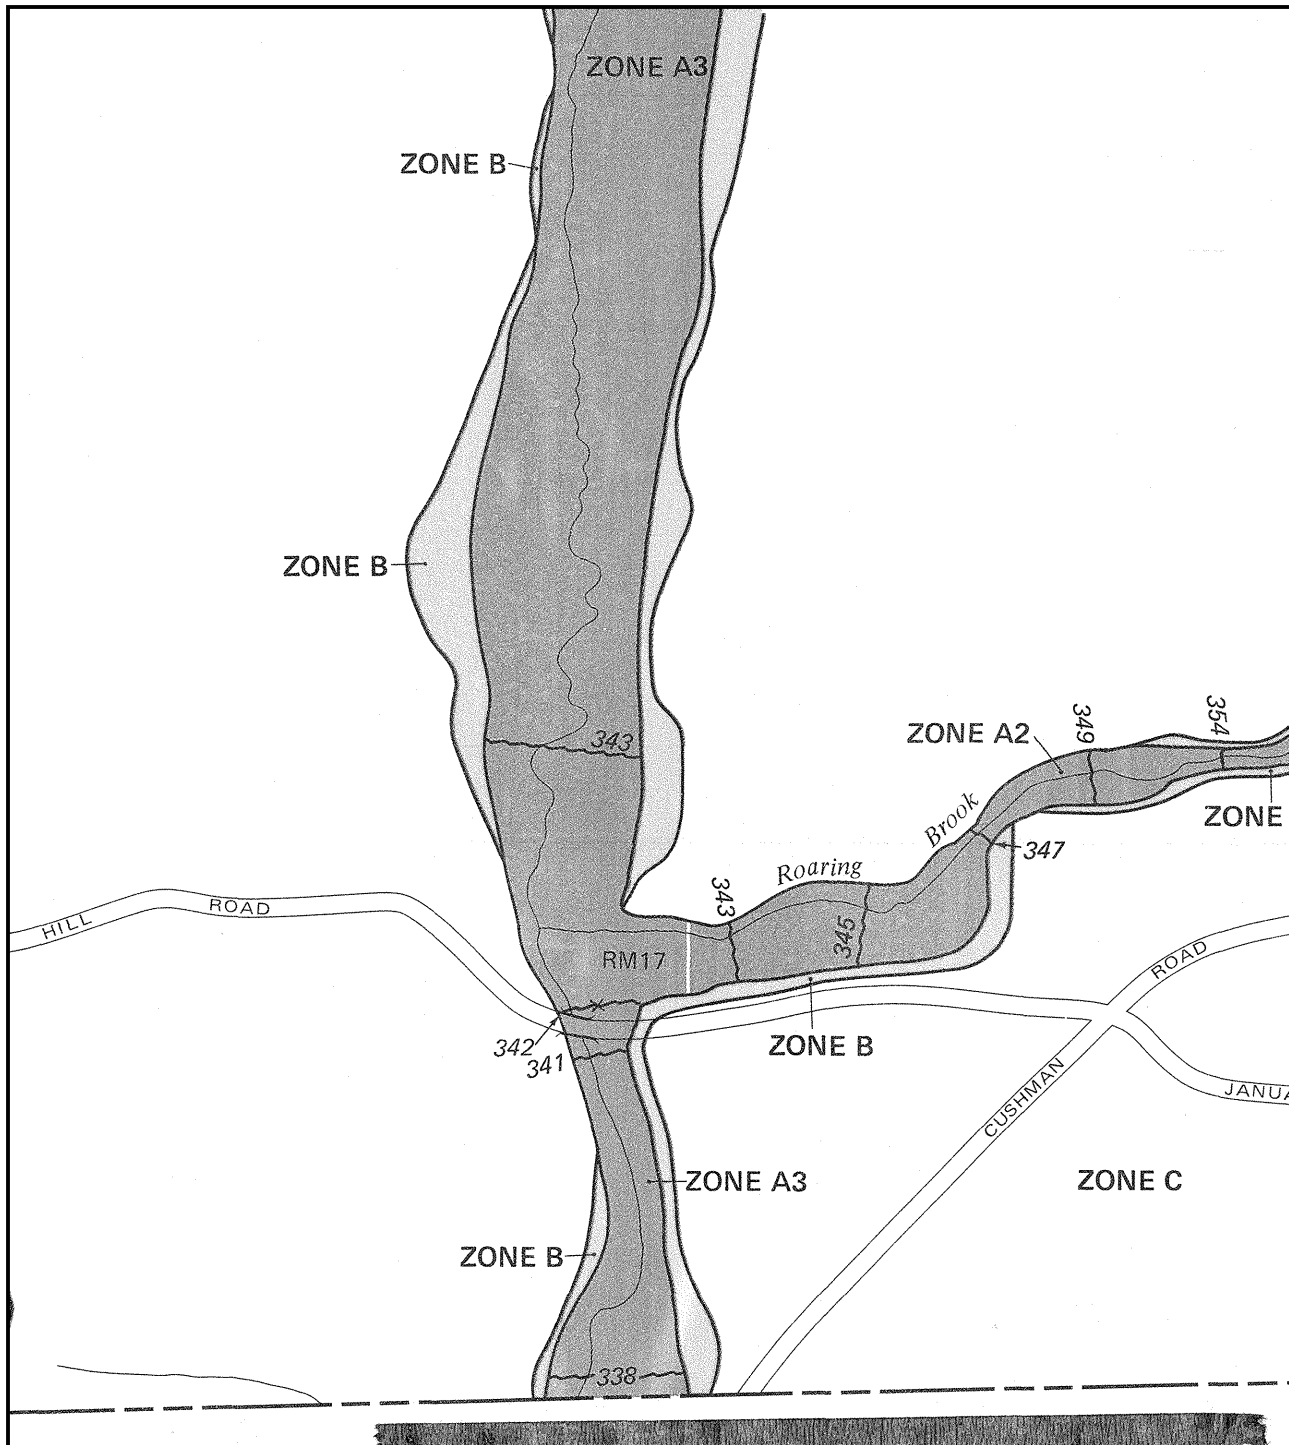 ZONE A3
ZONE B
ZONE B
343
ZONE A2
349
354
ZONE
Brook
347
Roaring
343
345
HILL
ROAD
RM17
ROAD
342
341
ZONE B
CUSHMAN
JANUA
ZONE A3
ZONE C
ZONE B
338